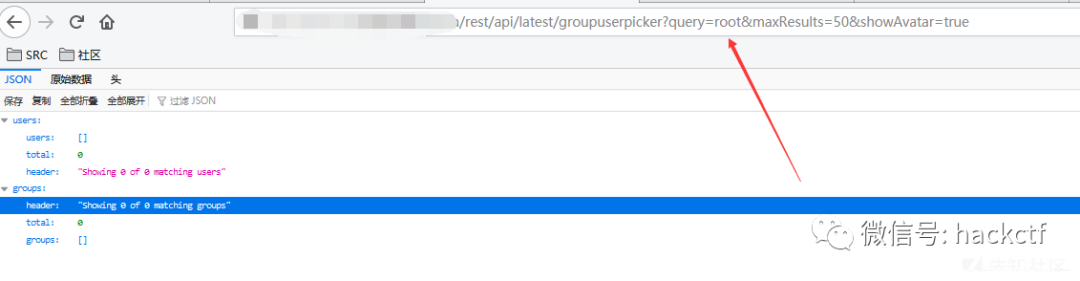 /rest/api/latest/groupuserpicker?query=root&maxResults=50&showAvatar=true
SRC 社区
JSON 原始数据 头
保存 复制 全部折叠 全部展开 过滤 JSON
users:
users: []
total: 0
header: "Showing 0 of 0 matching users"
groups:
header: "Showing 0 of 0 matching groups"
total: 0
groups: []
微信号: hackctf
先知社区